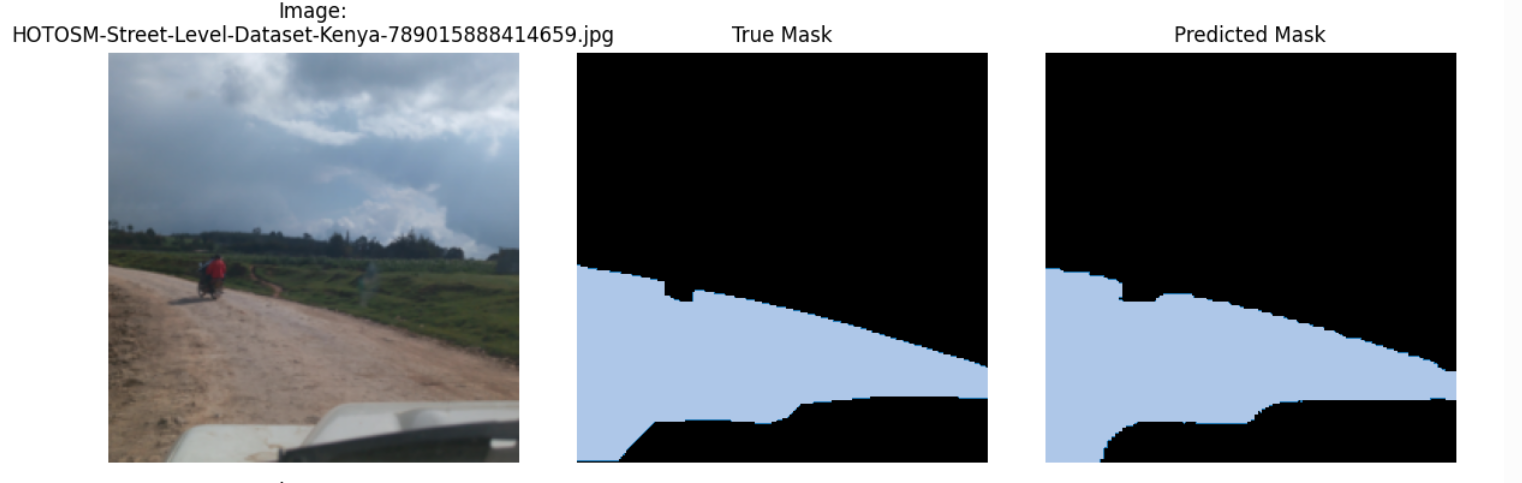 Image:
HOTOSM-Street-Level-Dataset-Kenya-789015888414659.jpg
True Mask
Predicted Mask